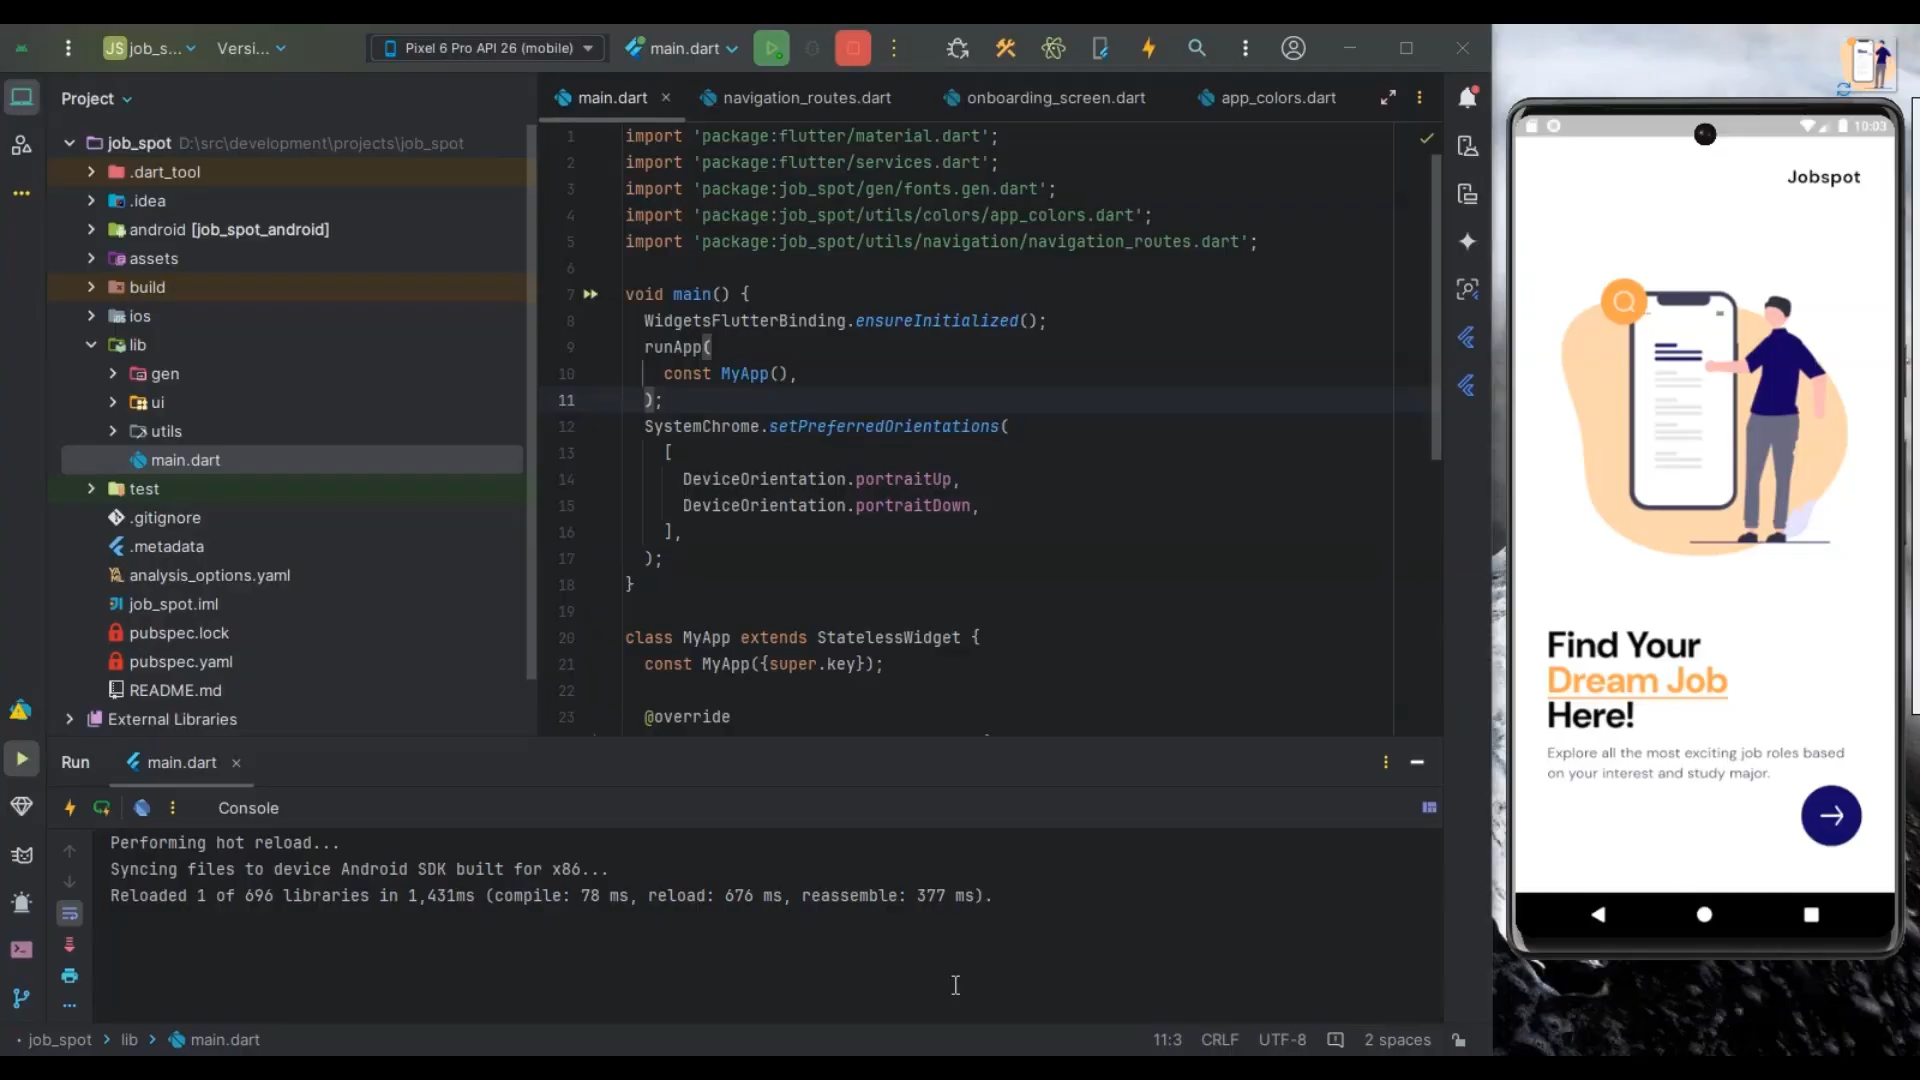 JS job_s...
Versi...
Pixel 6 Pro API 26 (mobile)
main.dart
Project
job_spot D:\src\development\projects\job_spot
.dart_tool
.idea
android [job_spot_android]
assets
build
ios
lib
gen
ui
utils
main.dart
test
.gitignore
.metadata
analysis_options.yaml
job_spot.iml
pubspec.lock
pubspec.yaml
README.md
External Libraries
main.dart
navigation_routes.dart
onboarding_screen.dart
app_colors.dart
1 import 'package:flutter/material.dart';
2 import 'package:flutter/services.dart';
3 import 'package:job_spot/gen/fonts.gen.dart';
4 import 'package:job_spot/utils/colors/app_colors.dart';
5 import 'package:job_spot/utils/navigation/navigation_routes.dart';
6
7 void main() {
8 WidgetsFlutterBinding.ensureInitialized();
9 runApp(
10 const MyApp(),
11 );
12 SystemChrome.setPreferredOrientations(
13 [
14 DeviceOrientation.portraitUp,
15 DeviceOrientation.portraitDown,
16 ],
17 );
18 }
19
20 class MyApp extends StatelessWidget {
21 const MyApp({super.key});
22
23 @override
Run
main.dart
Console
Performing hot reload...
Syncing files to device Android SDK built for x86...
Reloaded 1 of 696 libraries in 1,431ms (compile: 78 ms, reload: 676 ms, reassemble: 377 ms).
job_spot > lib > main.dart
11:3
CRLF
UTF-8
2 spaces
10:03
Jobspot
Find Your
Dream Job
Here!
Explore all the most exciting job roles based
on your interest and study major.